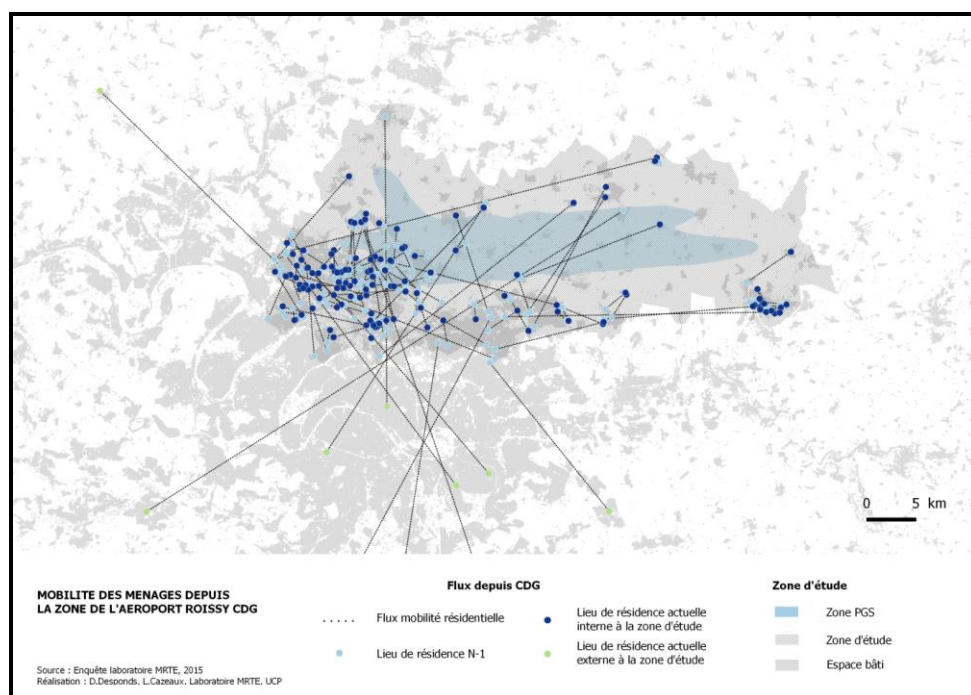 0 5 km
MOBILITE DES MENAGES DEPUIS
LA ZONE DE L'AEROPORT ROISSY CDG
Source : Enquête laboratoire MRTE, 2015
Réalisation : D.Desponds, L.Cazeaux, Laboratoire MRTE, UCP
Flux depuis CDG
Flux mobilité résidentielle
Lieu de résidence N-1
Lieu de résidence actuelle
interne à la zone d'étude
Lieu de résidence actuelle
externe à la zone d'étude
Zone d'étude
Zone PGS
Zone d'étude
Espace bâti